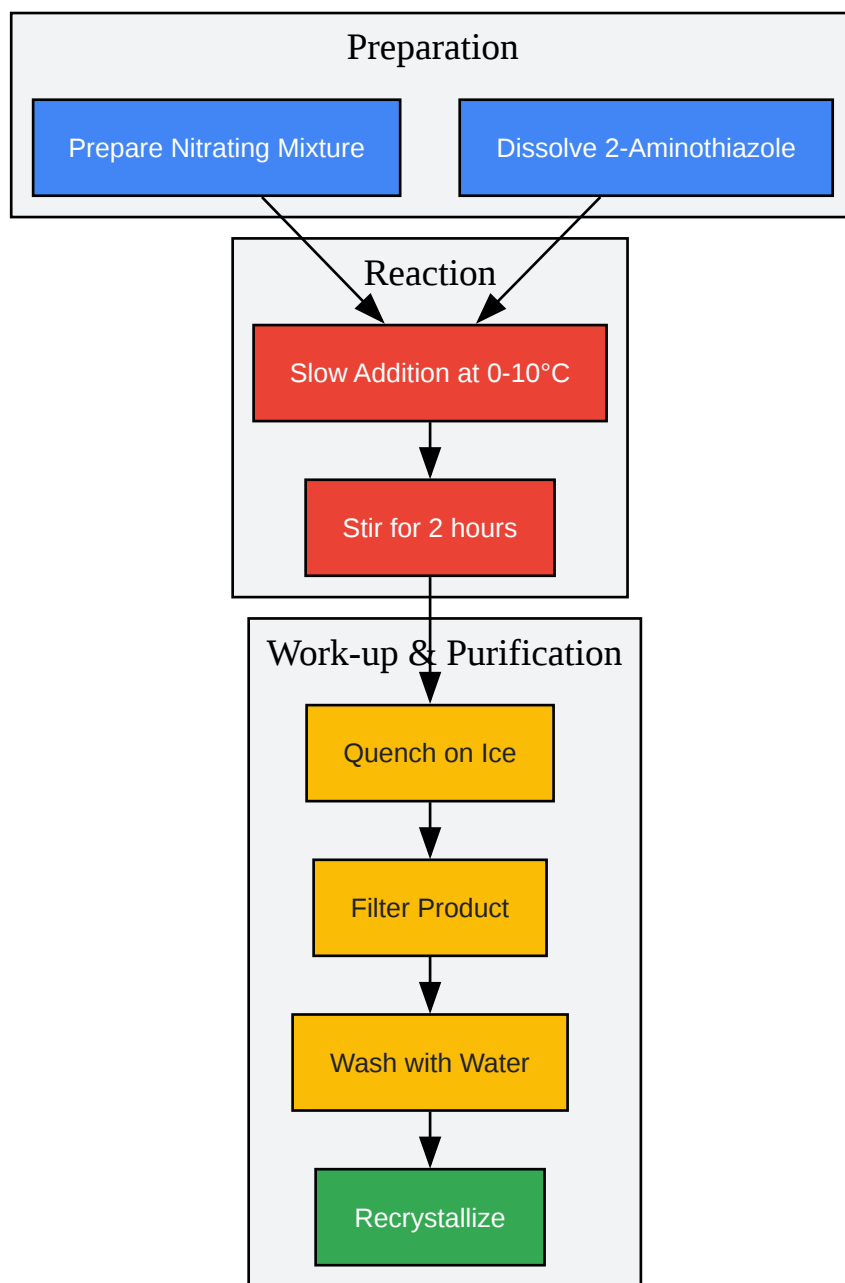 Preparation
Prepare Nitrating Mixture
Dissolve 2-Aminothiazole
Reaction
Slow Addition at 0-10°C
Stir for 2 hours
Work-up & Purification
Quench on Ice
Filter Product
Wash with Water
Recrystallize